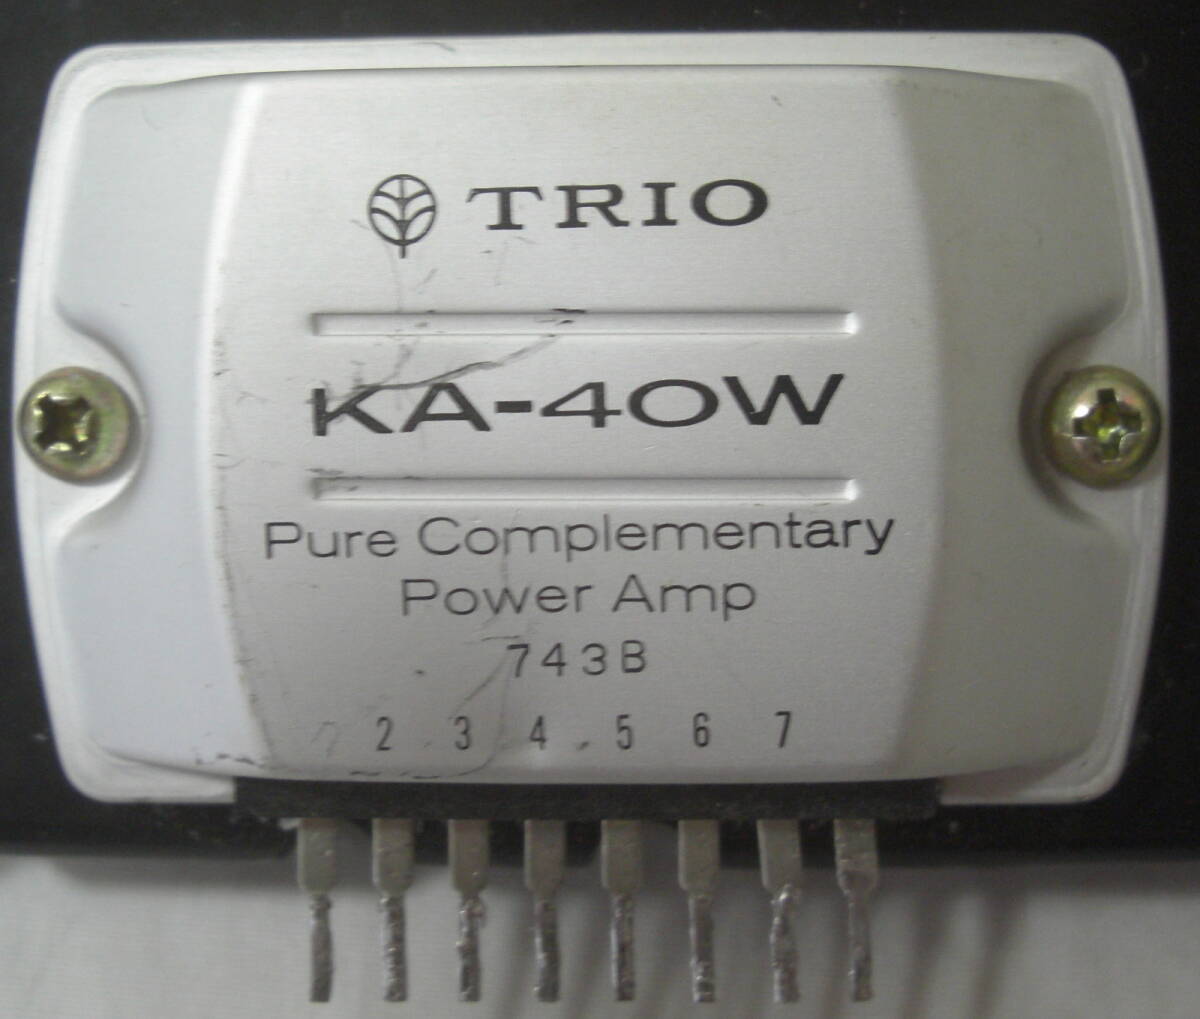 TRIO
KA-40W
Pure Complementary
Power Amp
743B
2 3 4 5 6 7